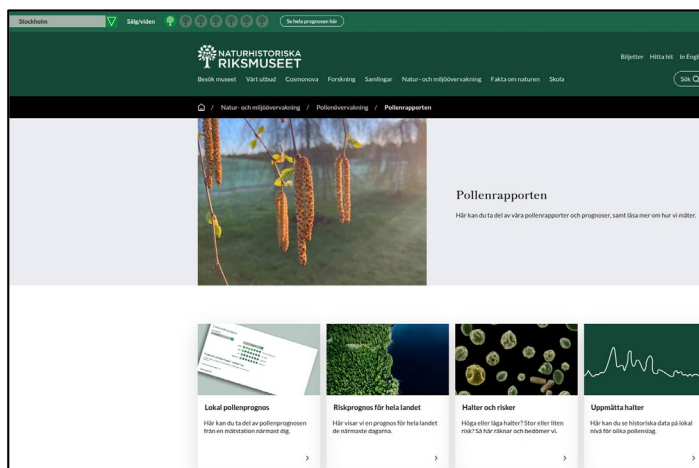 Stockholm
Sälg/viden
Se hela prognosen här
NATURHISTORISKA
RIKSMUSEET
Biljetter Hitta hit In Engl
Besök museet Vårt utbud Cosmonova Forskning Samlingar Natur- och miljöövervakning Fakta om naturen Skola
Sök
/ Natur- och miljöövervakning / Pollenövervakning / Pollenrapporten
Pollenrapporten
Här kan du ta del av våra pollenrapporter och prognoser, samt läsa mer om hur vi mäter.
Lokal pollenprognos
Här kan du ta del av pollenprognosen
från en mätstation närmast dig.
Riskprognos för hela landet
Här visar vi en prognos för hela landet
de närmaste dagarna.
Halter och risker
Höga eller låga halter? Stor eller liten
risk? Så här räknar och bedömer vi.
Uppmätta halter
Här kan du se historiska data på lokal
nivå för olika pollenslag.